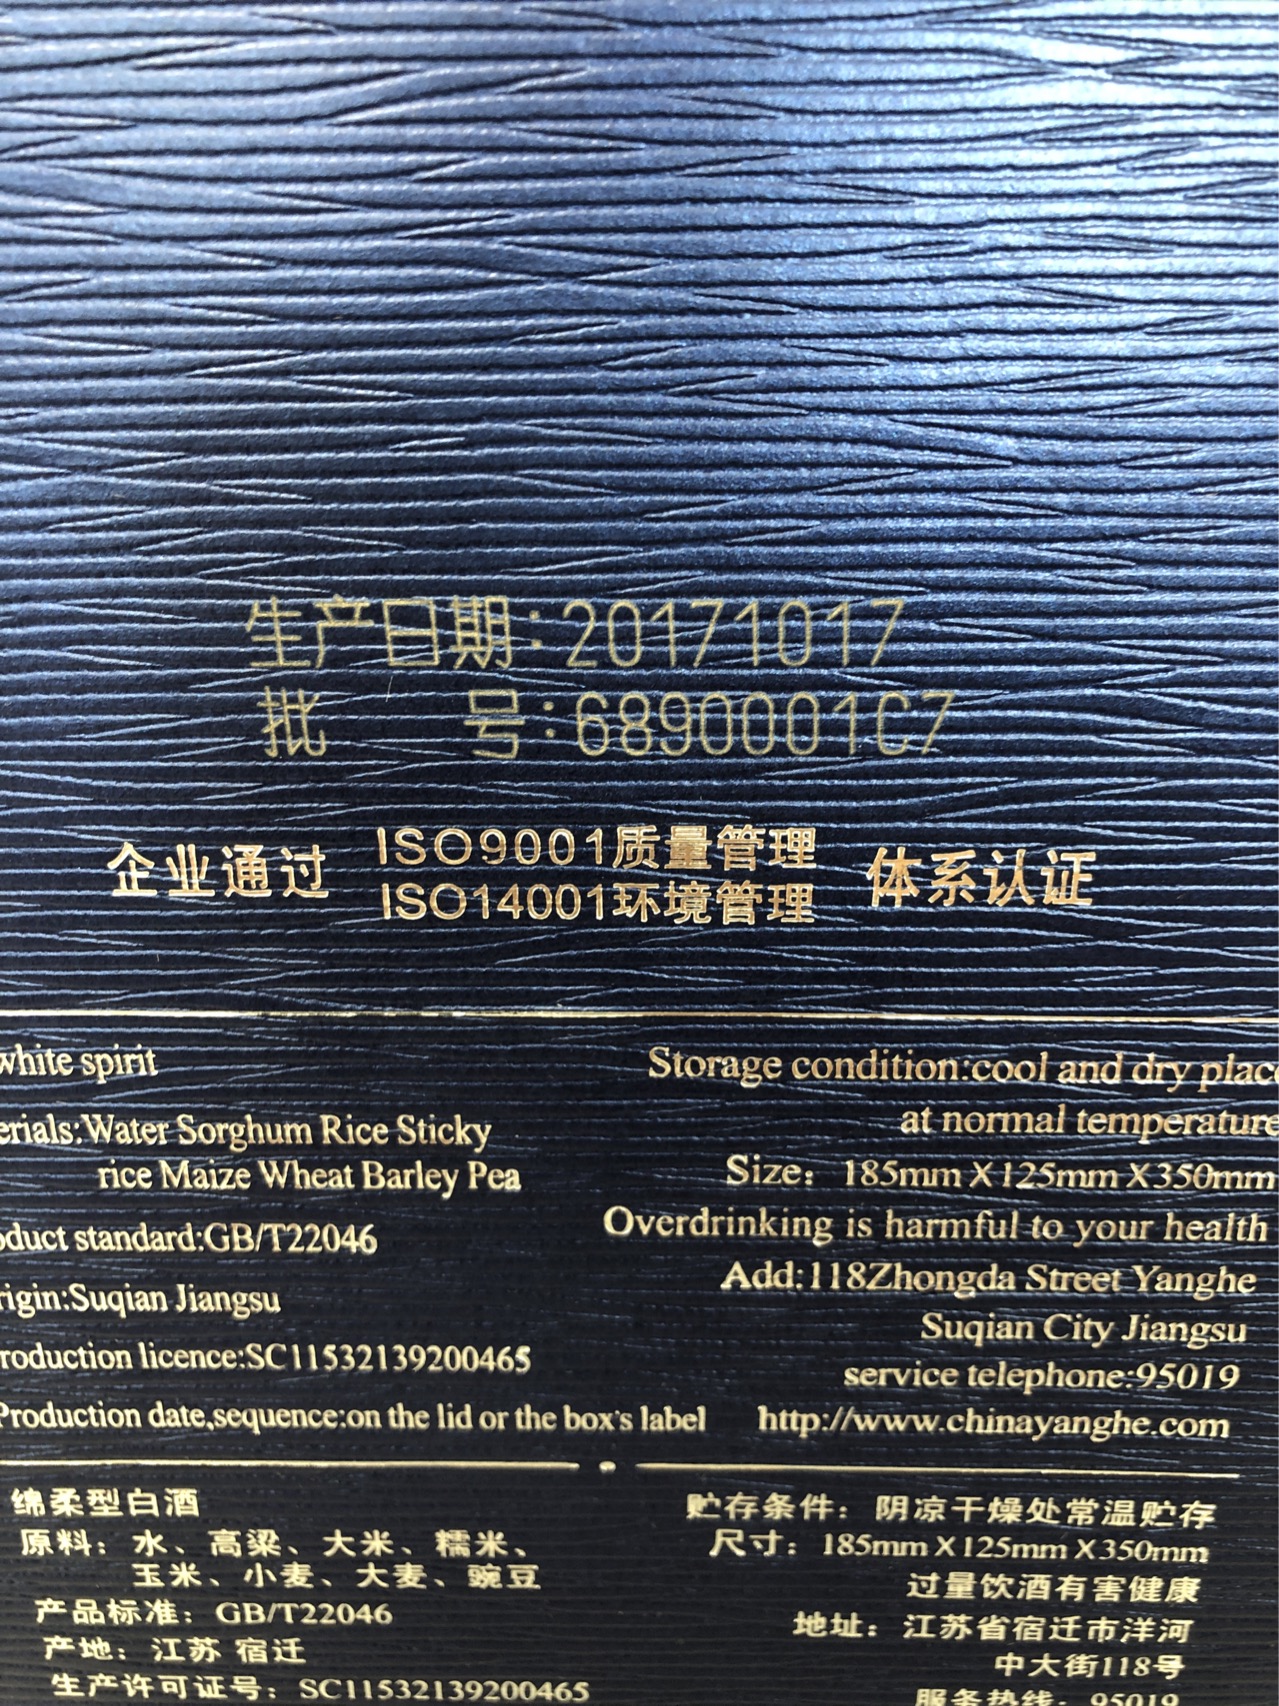 生产日期:20171017
批 号:6890001C7
企业通过 ISO9001质量管理 体系认证
ISO14001环境管理
white spirit
erials:Water Sorghum Rice Sticky
rice Maize Wheat Barley Pea
oduct standard:GB/T22046
rigin:Suqian Jiangsu
roduction licence:SC11532139200465
Production date,sequence:on the lid or the box's label
Storage condition:cool and dry place
at normal temperature
Size: 185mm X125mm X350mm
Overdrinking is harmful to your health
Add:118Zhongda Street Yanghe
Suqian City Jiangsu
service telephone:95019
http://www.chinayanghe.com
绵柔型白酒
原料: 水、高粱、大米、糯米、
玉米、小麦、大麦、豌豆
产品标准: GB/T22046
产地: 江苏 宿迁
生产许可证号: SC11532139200465
贮存条件: 阴凉干燥处常温贮存
尺寸: 185mm X125mm X350mm
过量饮酒有害健康
地址: 江苏省宿迁市洋河
中大街118号
服务热线: 95019